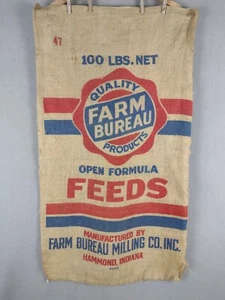 47
100 LBS. NET
QUALITY
FARM
BUREAU
PRODUCTS
OPEN FORMULA
FEEDS
MANUFACTURED BY
FARM BUREAU MILLING CO. INC.
HAMMOND, INDIANA